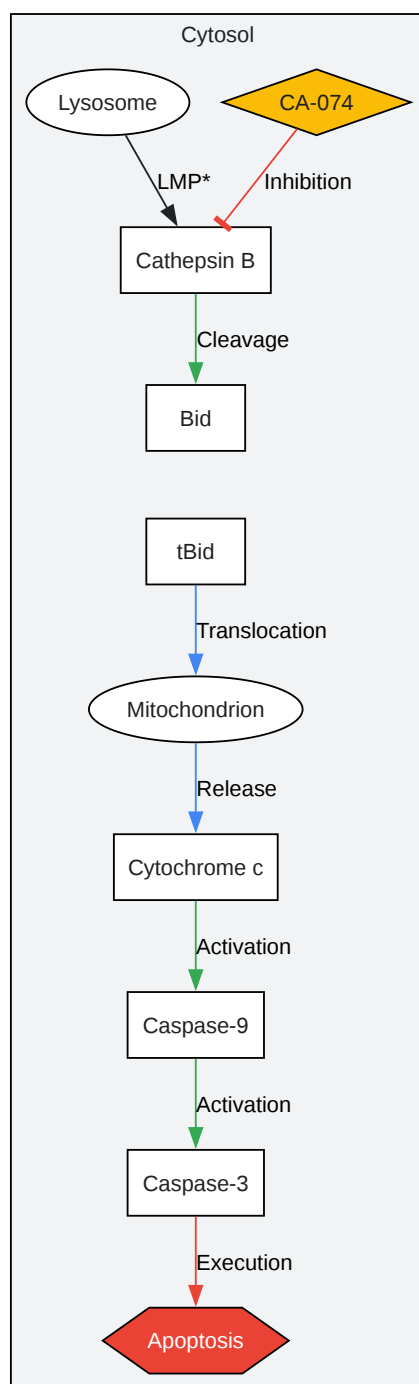 Cytosol
Lysosome
CA-074
LMP*
Inhibition
Cathepsin B
Cleavage
Bid
tBid
Translocation
Mitochondrion
Release
Cytochrome c
Activation
Caspase-9
Activation
Caspase-3
Execution
Apoptosis